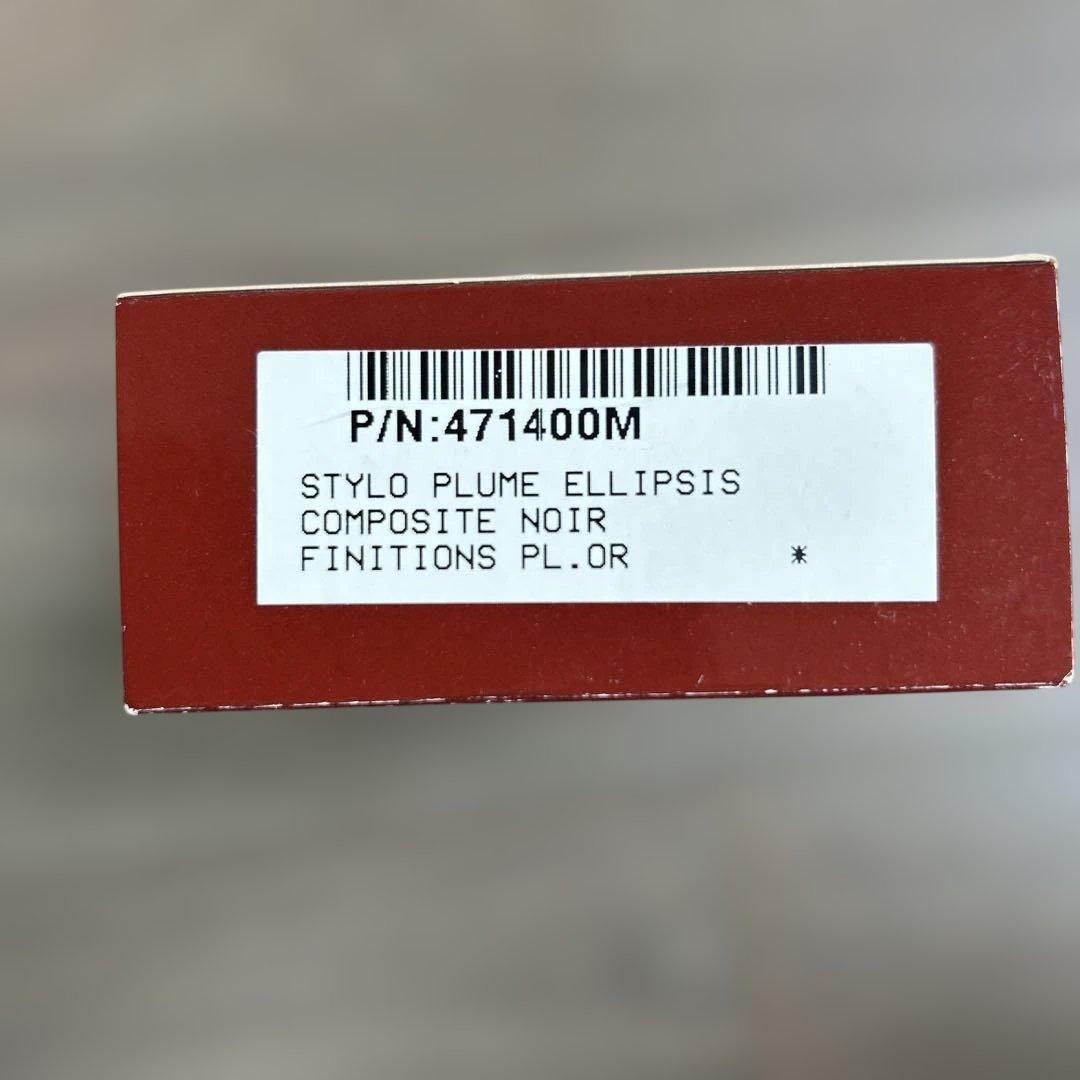 P/N:471400M
STYLO PLUME ELLIPSIS
COMPOSITE NOIR
FINITIONS PL.OR *